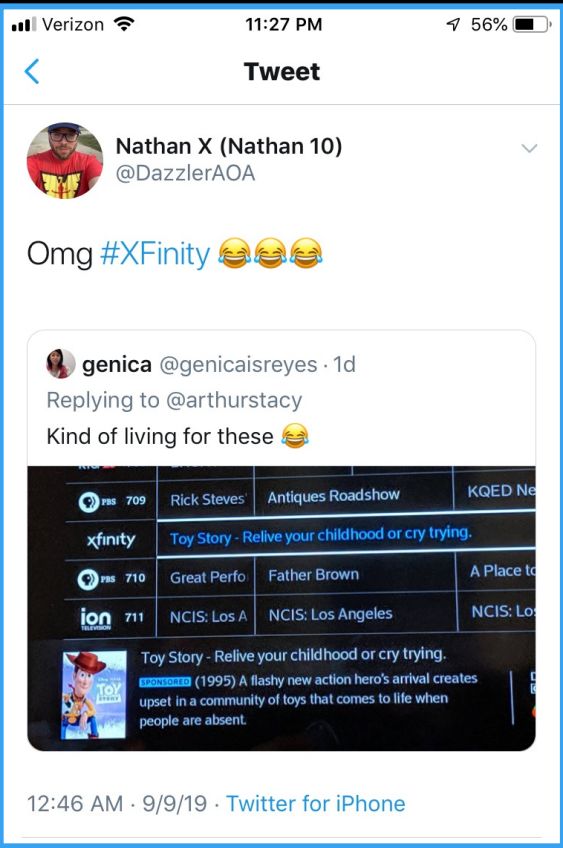 Verizon 11:27 PM 56%
Tweet
Nathan X (Nathan 10)
@DazzlerAOA
Omg #XFinity 😂😂😂
genica @genicaisreyes · 1d
Replying to @arthurstacy
Kind of living for these 😂
PBS 709 Rick Steves' Antiques Roadshow KQED Ne
xfinity Toy Story - Relive your childhood or cry trying.
PBS 710 Great Perfo Father Brown A Place to
ion TELEVISION 711 NCIS: Los A NCIS: Los Angeles NCIS: Los
Toy Story - Relive your childhood or cry trying.
SPONSORED (1995) A flashy new action hero's arrival creates
upset in a community of toys that comes to life when
people are absent.
TOY
STORY
12:46 AM · 9/9/19 · Twitter for iPhone